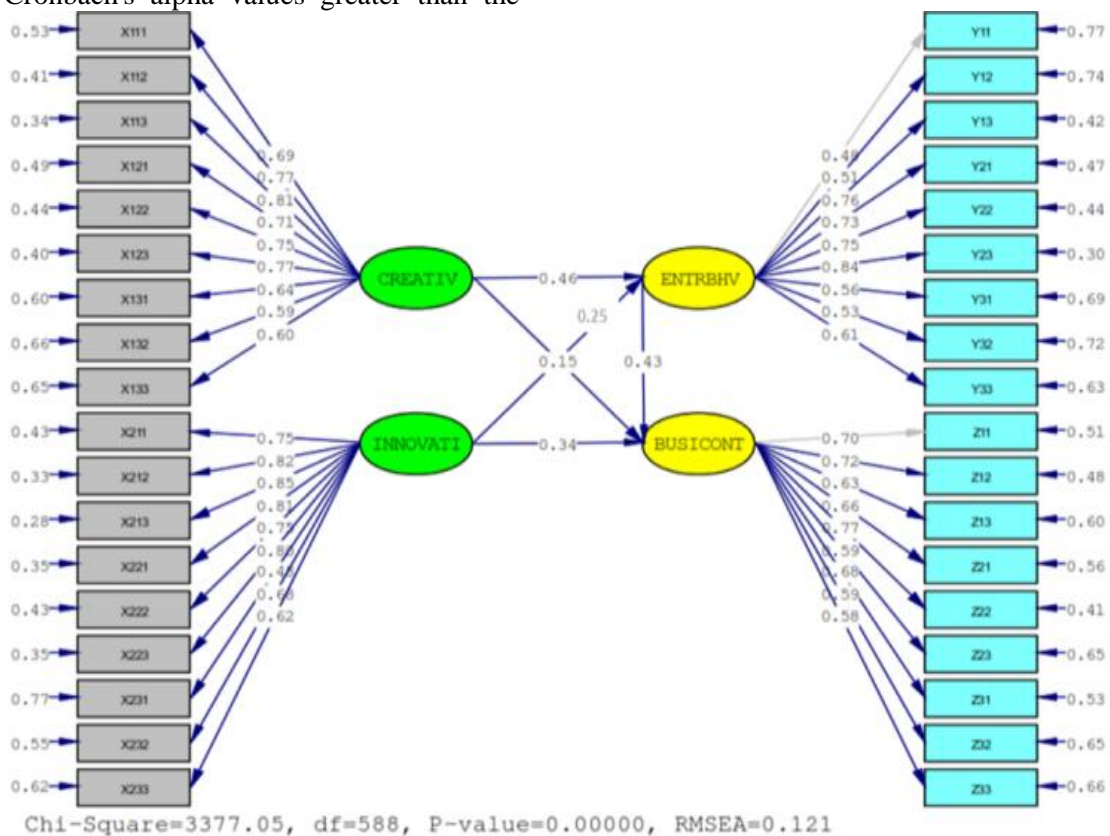 Cronbach's alpha values greater than the
0.53 X111 Y11 0.77
0.41 X112 Y12 0.74
0.34 X113 Y13 0.42
0.69 0.48
0.49 X121 Y21 0.47
0.77 0.51
0.81 0.76
0.44 X122 Y22 0.44
0.71 0.73
0.75 0.75
0.40 X123 Y23 0.30
0.77 0.84
CREATIV 0.46 ENTRBHV
0.60 X131 0.64 0.56 Y31 0.69
0.59 0.25 0.53
0.60 0.61
0.66 X132 Y32 0.72
0.15 0.43
0.65 X133 Y33 0.63
0.43 X211 0.75 0.70 Z11 0.51
INNOVATI 0.34 BUSICONT
0.82 0.72
0.33 X212 Z12 0.48
0.85 0.63
0.81 0.66
0.28 X213 Z13 0.60
0.75 0.77
0.80 0.59
0.35 X221 Z21 0.56
0.48 0.68
0.68 0.59
0.43 X222 Z22 0.41
0.62 0.58
0.35 X223 Z23 0.65
0.77 X231 Z31 0.53
0.55 X232 Z32 0.65
0.62 X233 Z33 0.66
Chi-Square=3377.05, df=588, P-value=0.00000, RMSEA=0.121